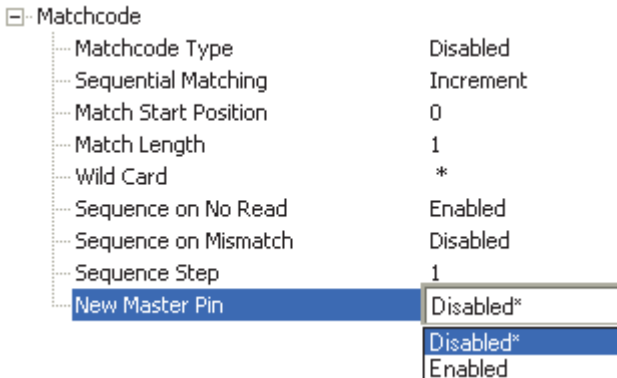 Matchcode
Matchcode Type Disabled
Sequential Matching Increment
Match Start Position 0
Match Length 1
Wild Card *
Sequence on No Read Enabled
Sequence on Mismatch Disabled
Sequence Step 1
New Master Pin Disabled*
Disabled*
Enabled